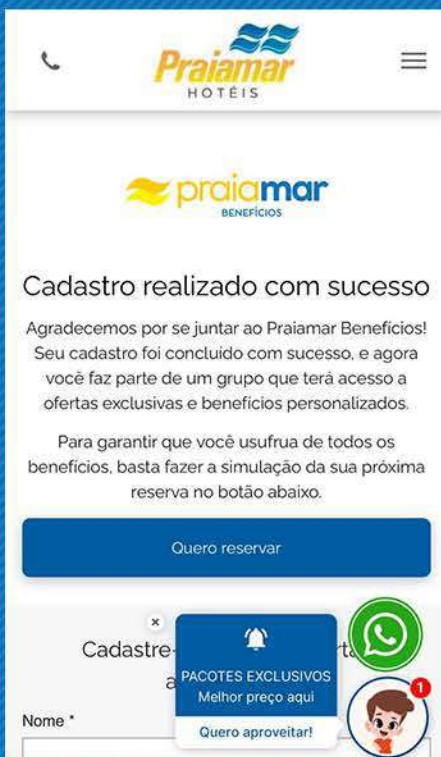 Praiamar
HOTÉIS
praiamar
BENEFÍCIOS
Cadastro realizado com sucesso
Agradecemos por se juntar ao Praiamar Benefícios!
Seu cadastro foi concluído com sucesso, e agora
você faz parte de um grupo que terá acesso a
ofertas exclusivas e benefícios personalizados.
Para garantir que você usufrua de todos os
benefícios, basta fazer a simulação da sua próxima
reserva no botão abaixo.
Quero reservar
×
Cadastre-
PACOTES EXCLUSIVOS
Melhor preço aqui
1
Quero aproveitar!
Nome *